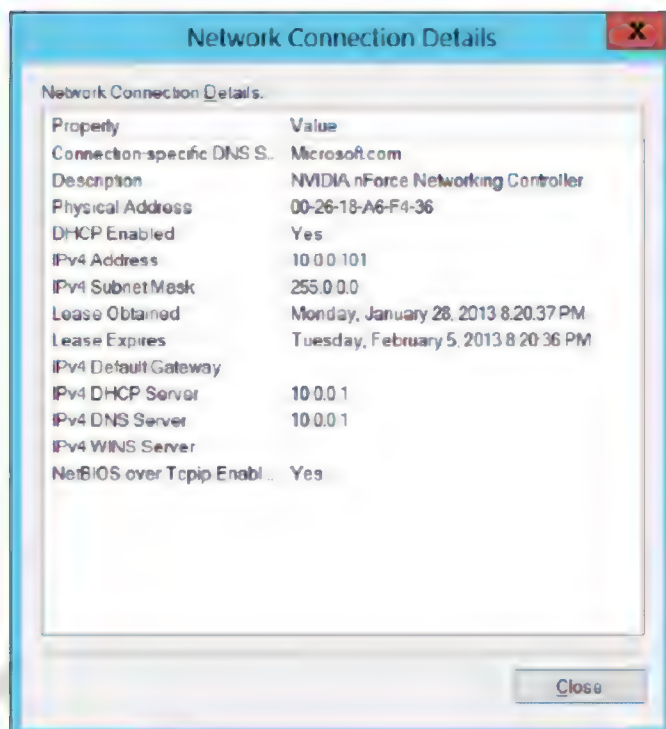 Network Connection Details
X
Network Connection Details:
Property Value
Connection-specific DNS S... Microsoft.com
Description NVIDIA nForce Networking Controller
Physical Address 00-26-18-A6-F4-36
DHCP Enabled Yes
IPv4 Address 10.0.0.101
IPv4 Subnet Mask 255.0.0.0
Lease Obtained Monday, January 28, 2013 8:20:37 PM
Lease Expires Tuesday, February 5, 2013 8:20:36 PM
IPv4 Default Gateway
IPv4 DHCP Server 10.0.0.1
IPv4 DNS Server 10.0.0.1
IPv4 WINS Server
NetBIOS over Tcpip Enabl... Yes
Close